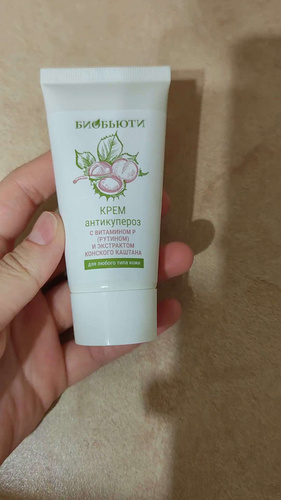 БИОБЬЮТИ
КРЕМ
антикупероз
С ВИТАМИНОМ Р
(РУТИНОМ)
И ЭКСТРАКТОМ
КОНСКОГО КАШТАНА
для любого типа кожи